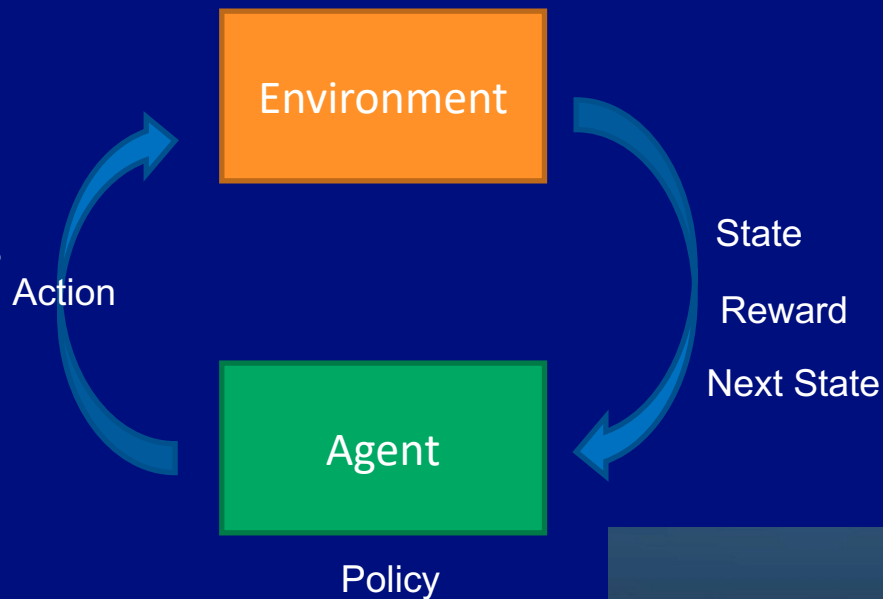 Environment
State
Action
Reward
Next State
Agent
Policy